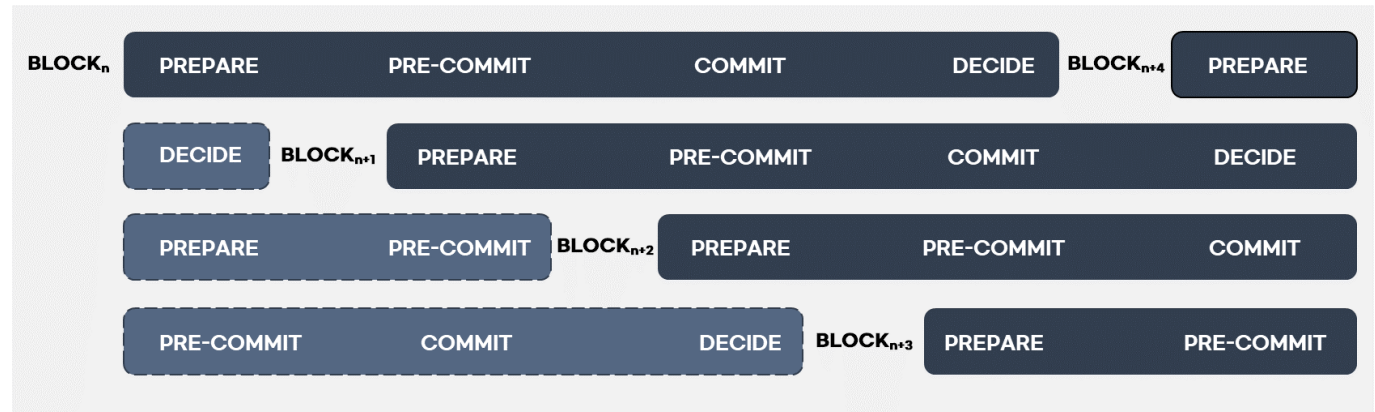 BLOCKn PREPARE PRE-COMMIT COMMIT DECIDE BLOCKn+4 PREPARE
DECIDE BLOCKn+1 PREPARE PRE-COMMIT COMMIT DECIDE
PREPARE PRE-COMMIT BLOCKn+2 PREPARE PRE-COMMIT COMMIT
PRE-COMMIT COMMIT DECIDE BLOCKn+3 PREPARE PRE-COMMIT